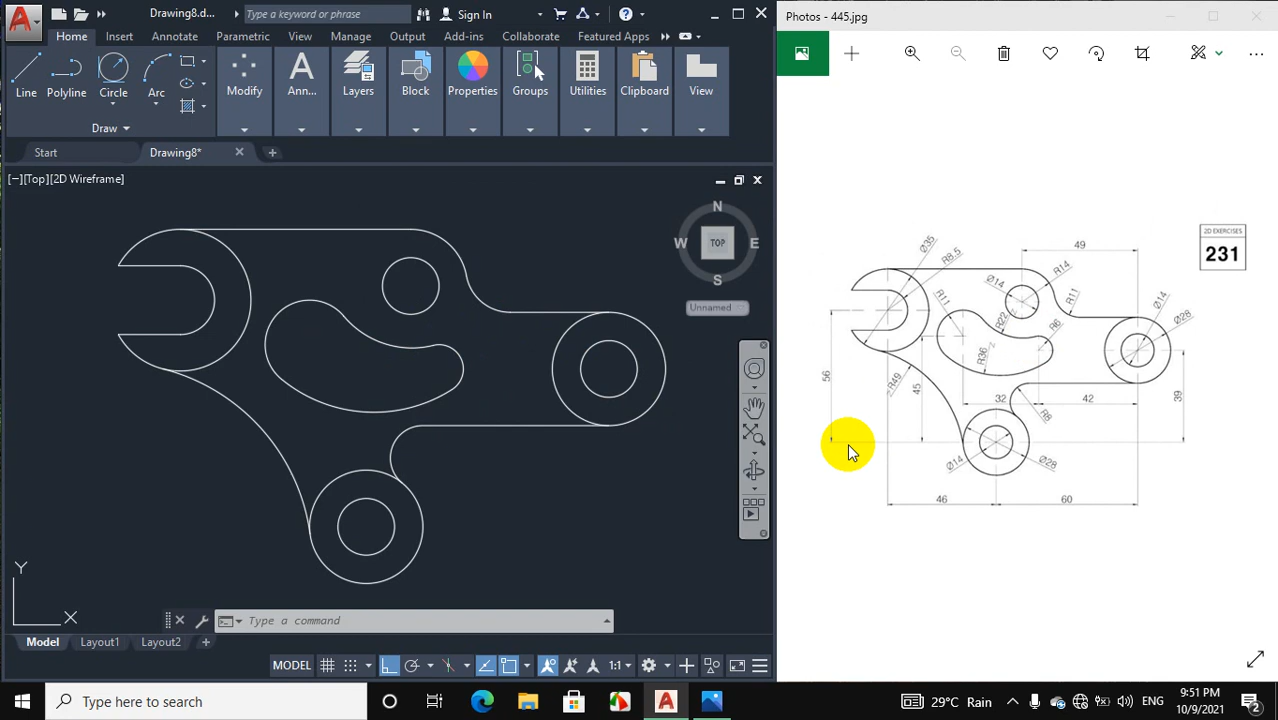 Drawing8.d...
Type a keyword or phrase
Sign In
Home Insert Annotate Parametric View Manage Output Add-ins Collaborate Featured Apps
Line Polyline Circle Arc
Modify Ann... Layers Block Properties Groups Utilities Clipboard View
Draw
Start Drawing8*
[−][Top][2D Wireframe]
N
W TOP E
S
Unnamed
Y
X
Type a command
Model Layout1 Layout2
MODEL 1:1
Photos - 445.jpg
2D EXERCISES
231
Ø35
R8.5
49
Ø14
R14
R11
R11
R22
Ø14
Ø28
R6
R36
56
R49
45
32
42
39
R8
Ø14
Ø28
46
60
Type here to search
29°C Rain
ENG
9:51 PM
10/9/2021
2